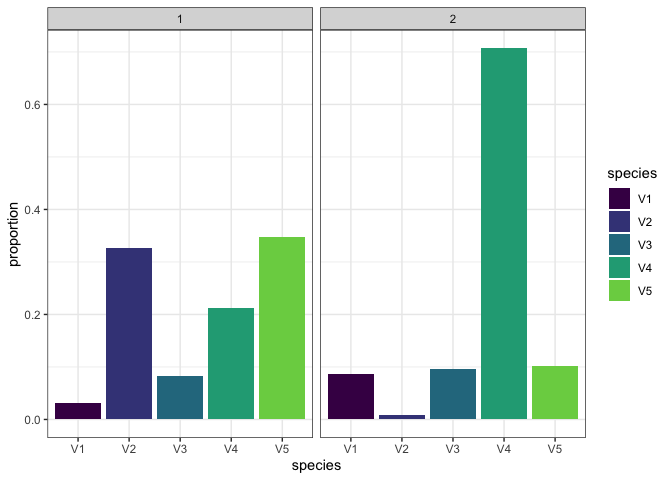 1 2
proportion
0.6
0.4
0.2
0.0
V1 V2 V3 V4 V5 V1 V2 V3 V4 V5
species
species
V1
V2
V3
V4
V5